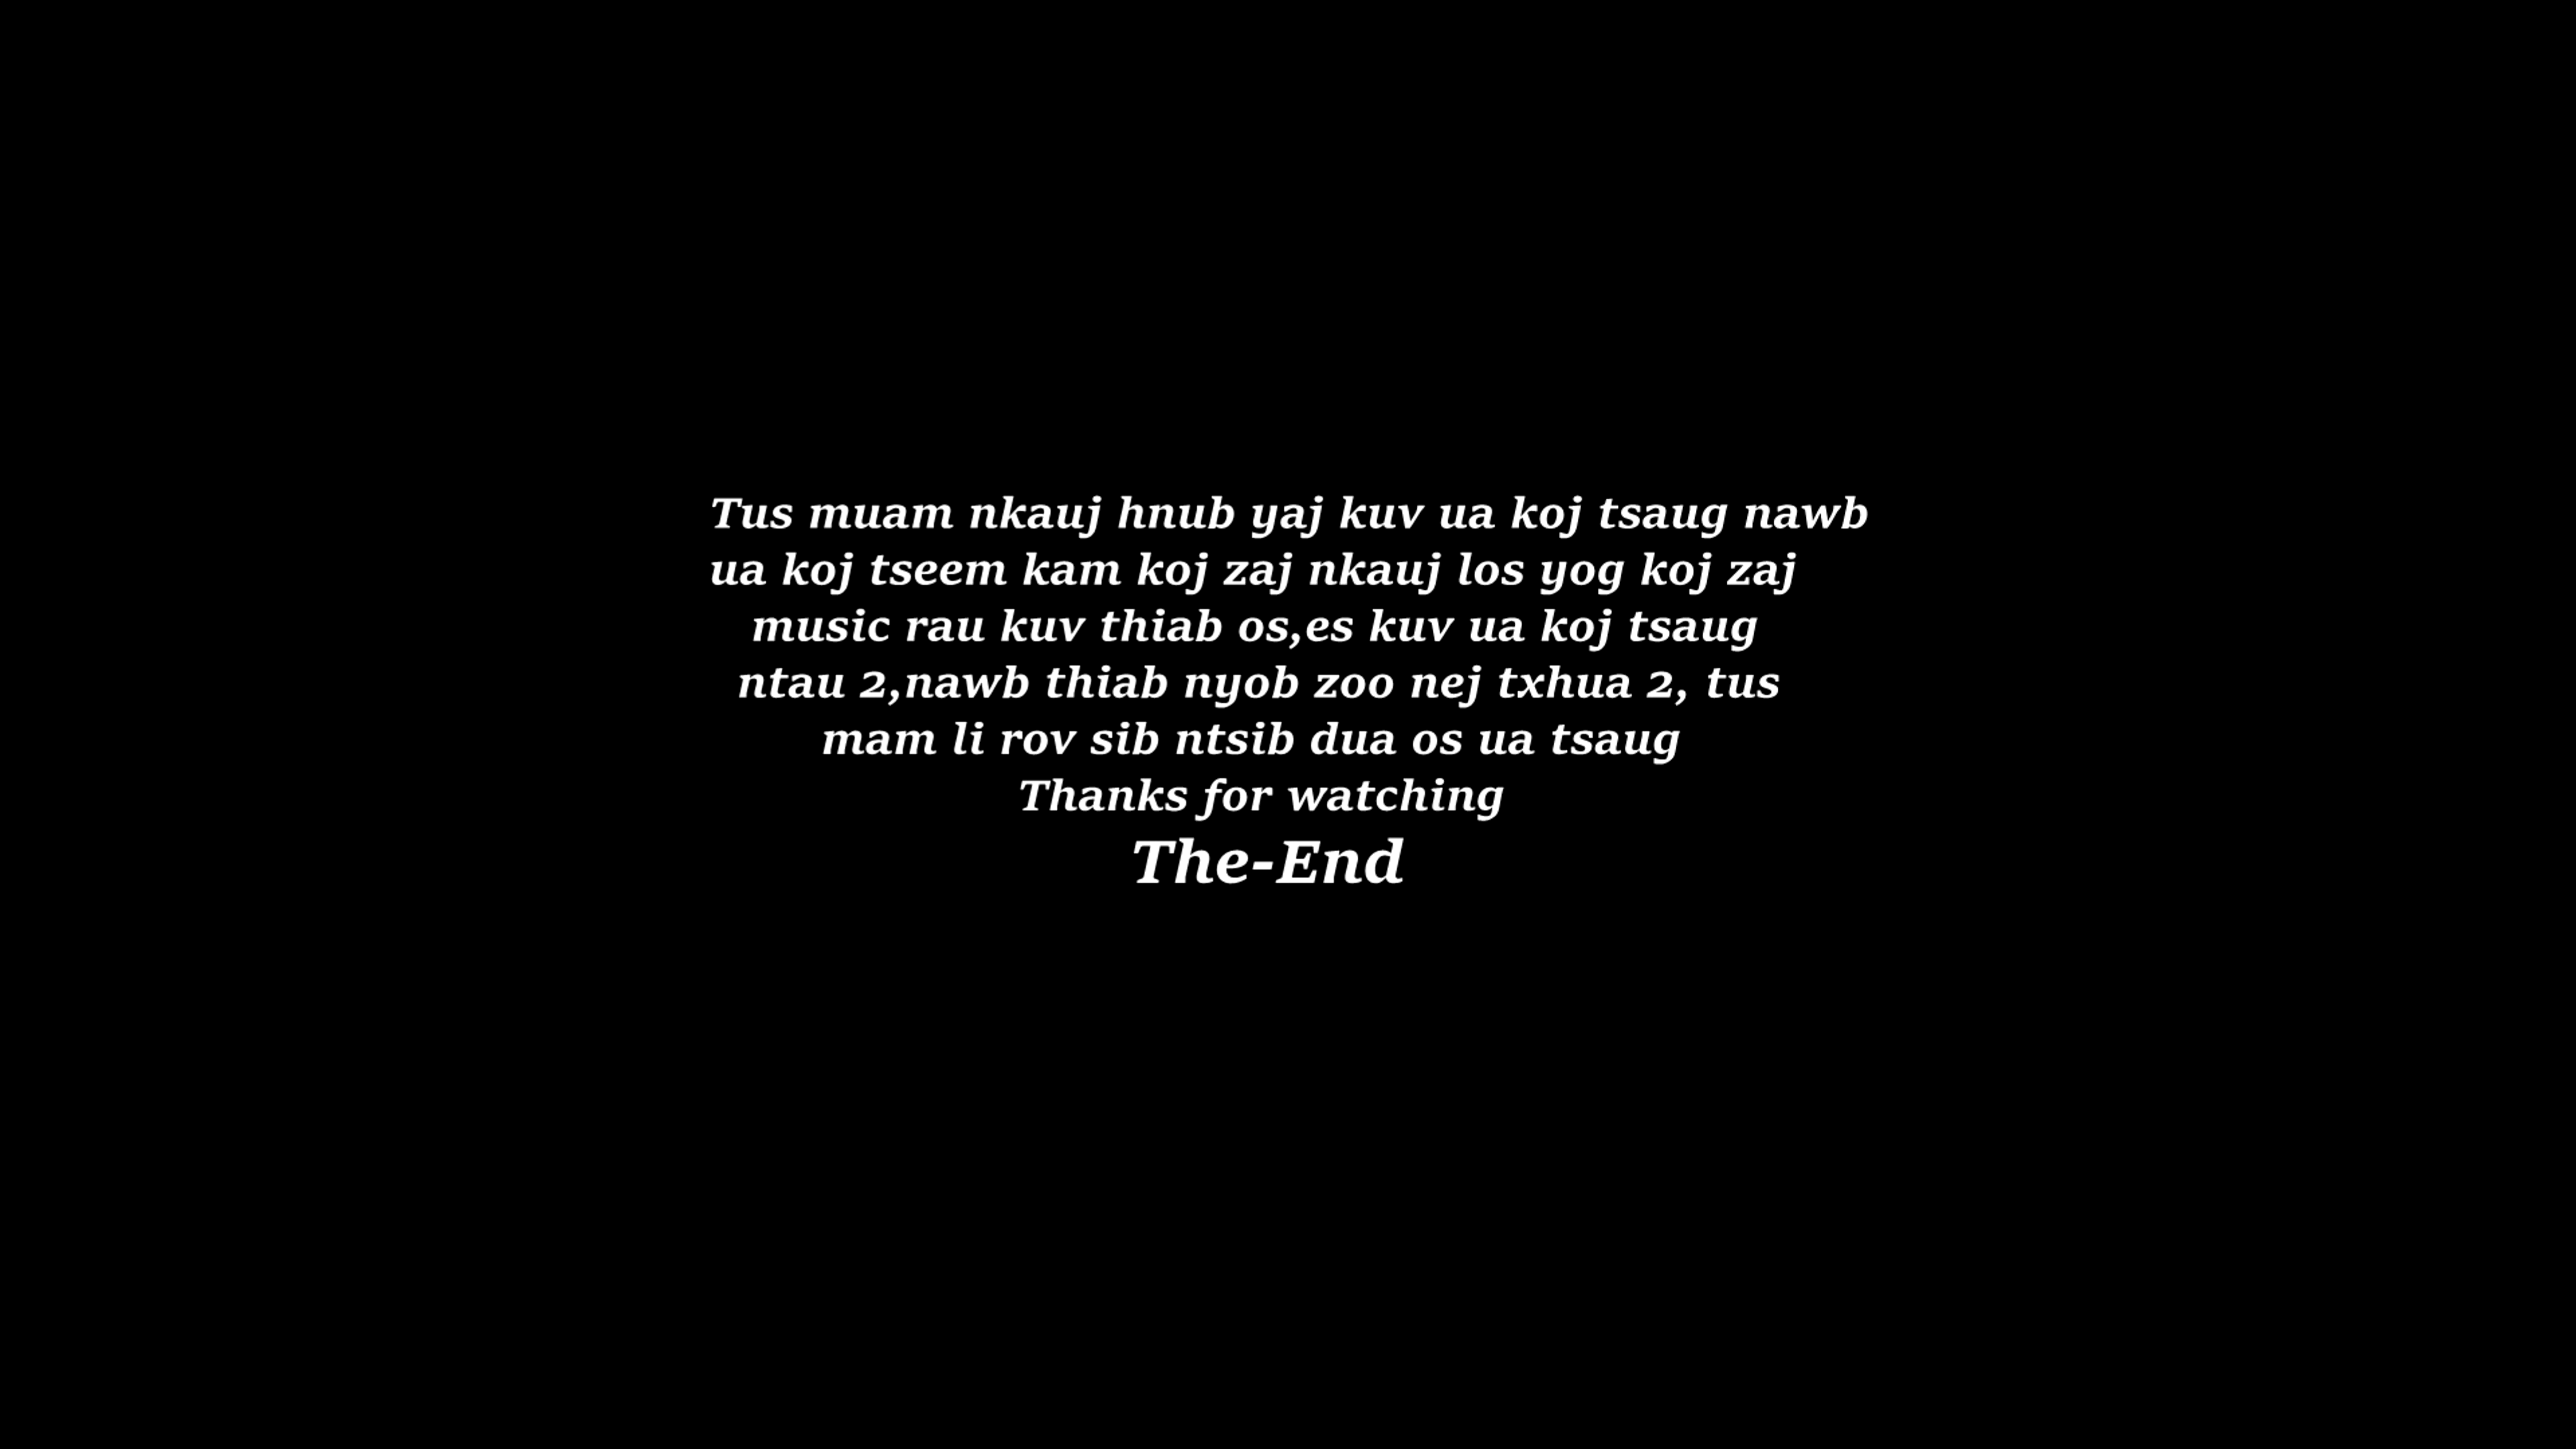 Tus muam nkauj hnub yaj kuv ua koj tsaug nawb
ua koj tseem kam koj zaj nkauj los yog koj zaj
music rau kuv thiab os,es kuv ua koj tsaug
ntau 2,nawb thiab nyob zoo nej txhua 2, tus
mam li rov sib ntsib dua os ua tsaug
Thanks for watching
The-End